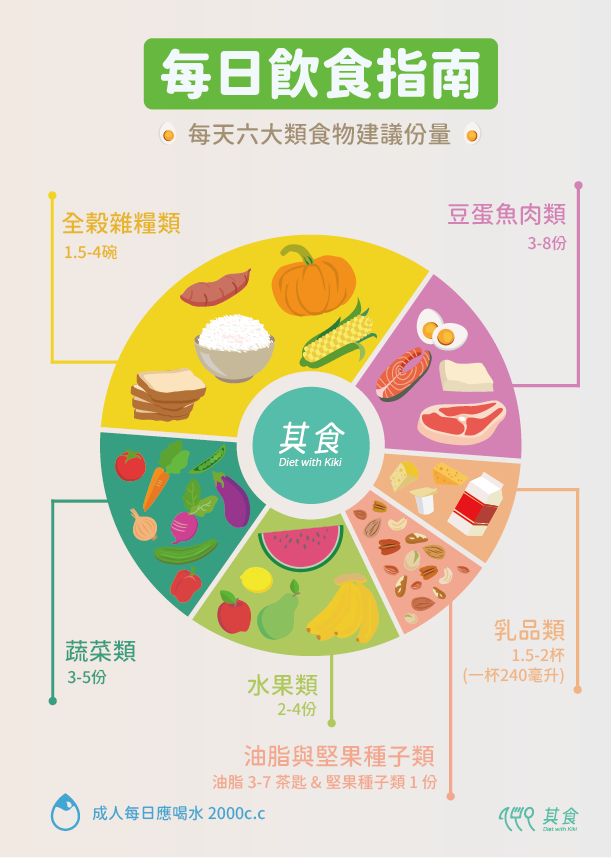 每日飲食指南
每天六大類食物建議份量
全穀雜糧類
1.5-4碗
豆蛋魚肉類
3-8份
其食
Diet with Kiki
乳品類
1.5-2杯
(一杯240毫升)
蔬菜類
3-5份
水果類
2-4份
油脂與堅果種子類
油脂 3-7 茶匙 & 堅果種子類 1 份
成人每日應喝水 2000c.c
其食
Diet with Kiki